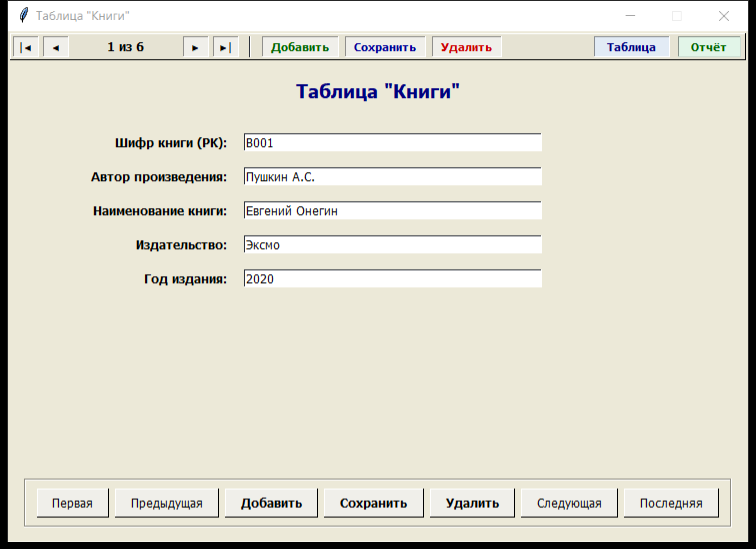 Таблица "Книги"
|◄ ◄ 1 из 6 ► ►| Добавить Сохранить Удалить Таблица Отчёт
Таблица "Книги"
Шифр книги (PK): B001
Автор произведения: Пушкин А.С.
Наименование книги: Евгений Онегин
Издательство: Эксмо
Год издания: 2020
Первая Предыдущая Добавить Сохранить Удалить Следующая Последняя